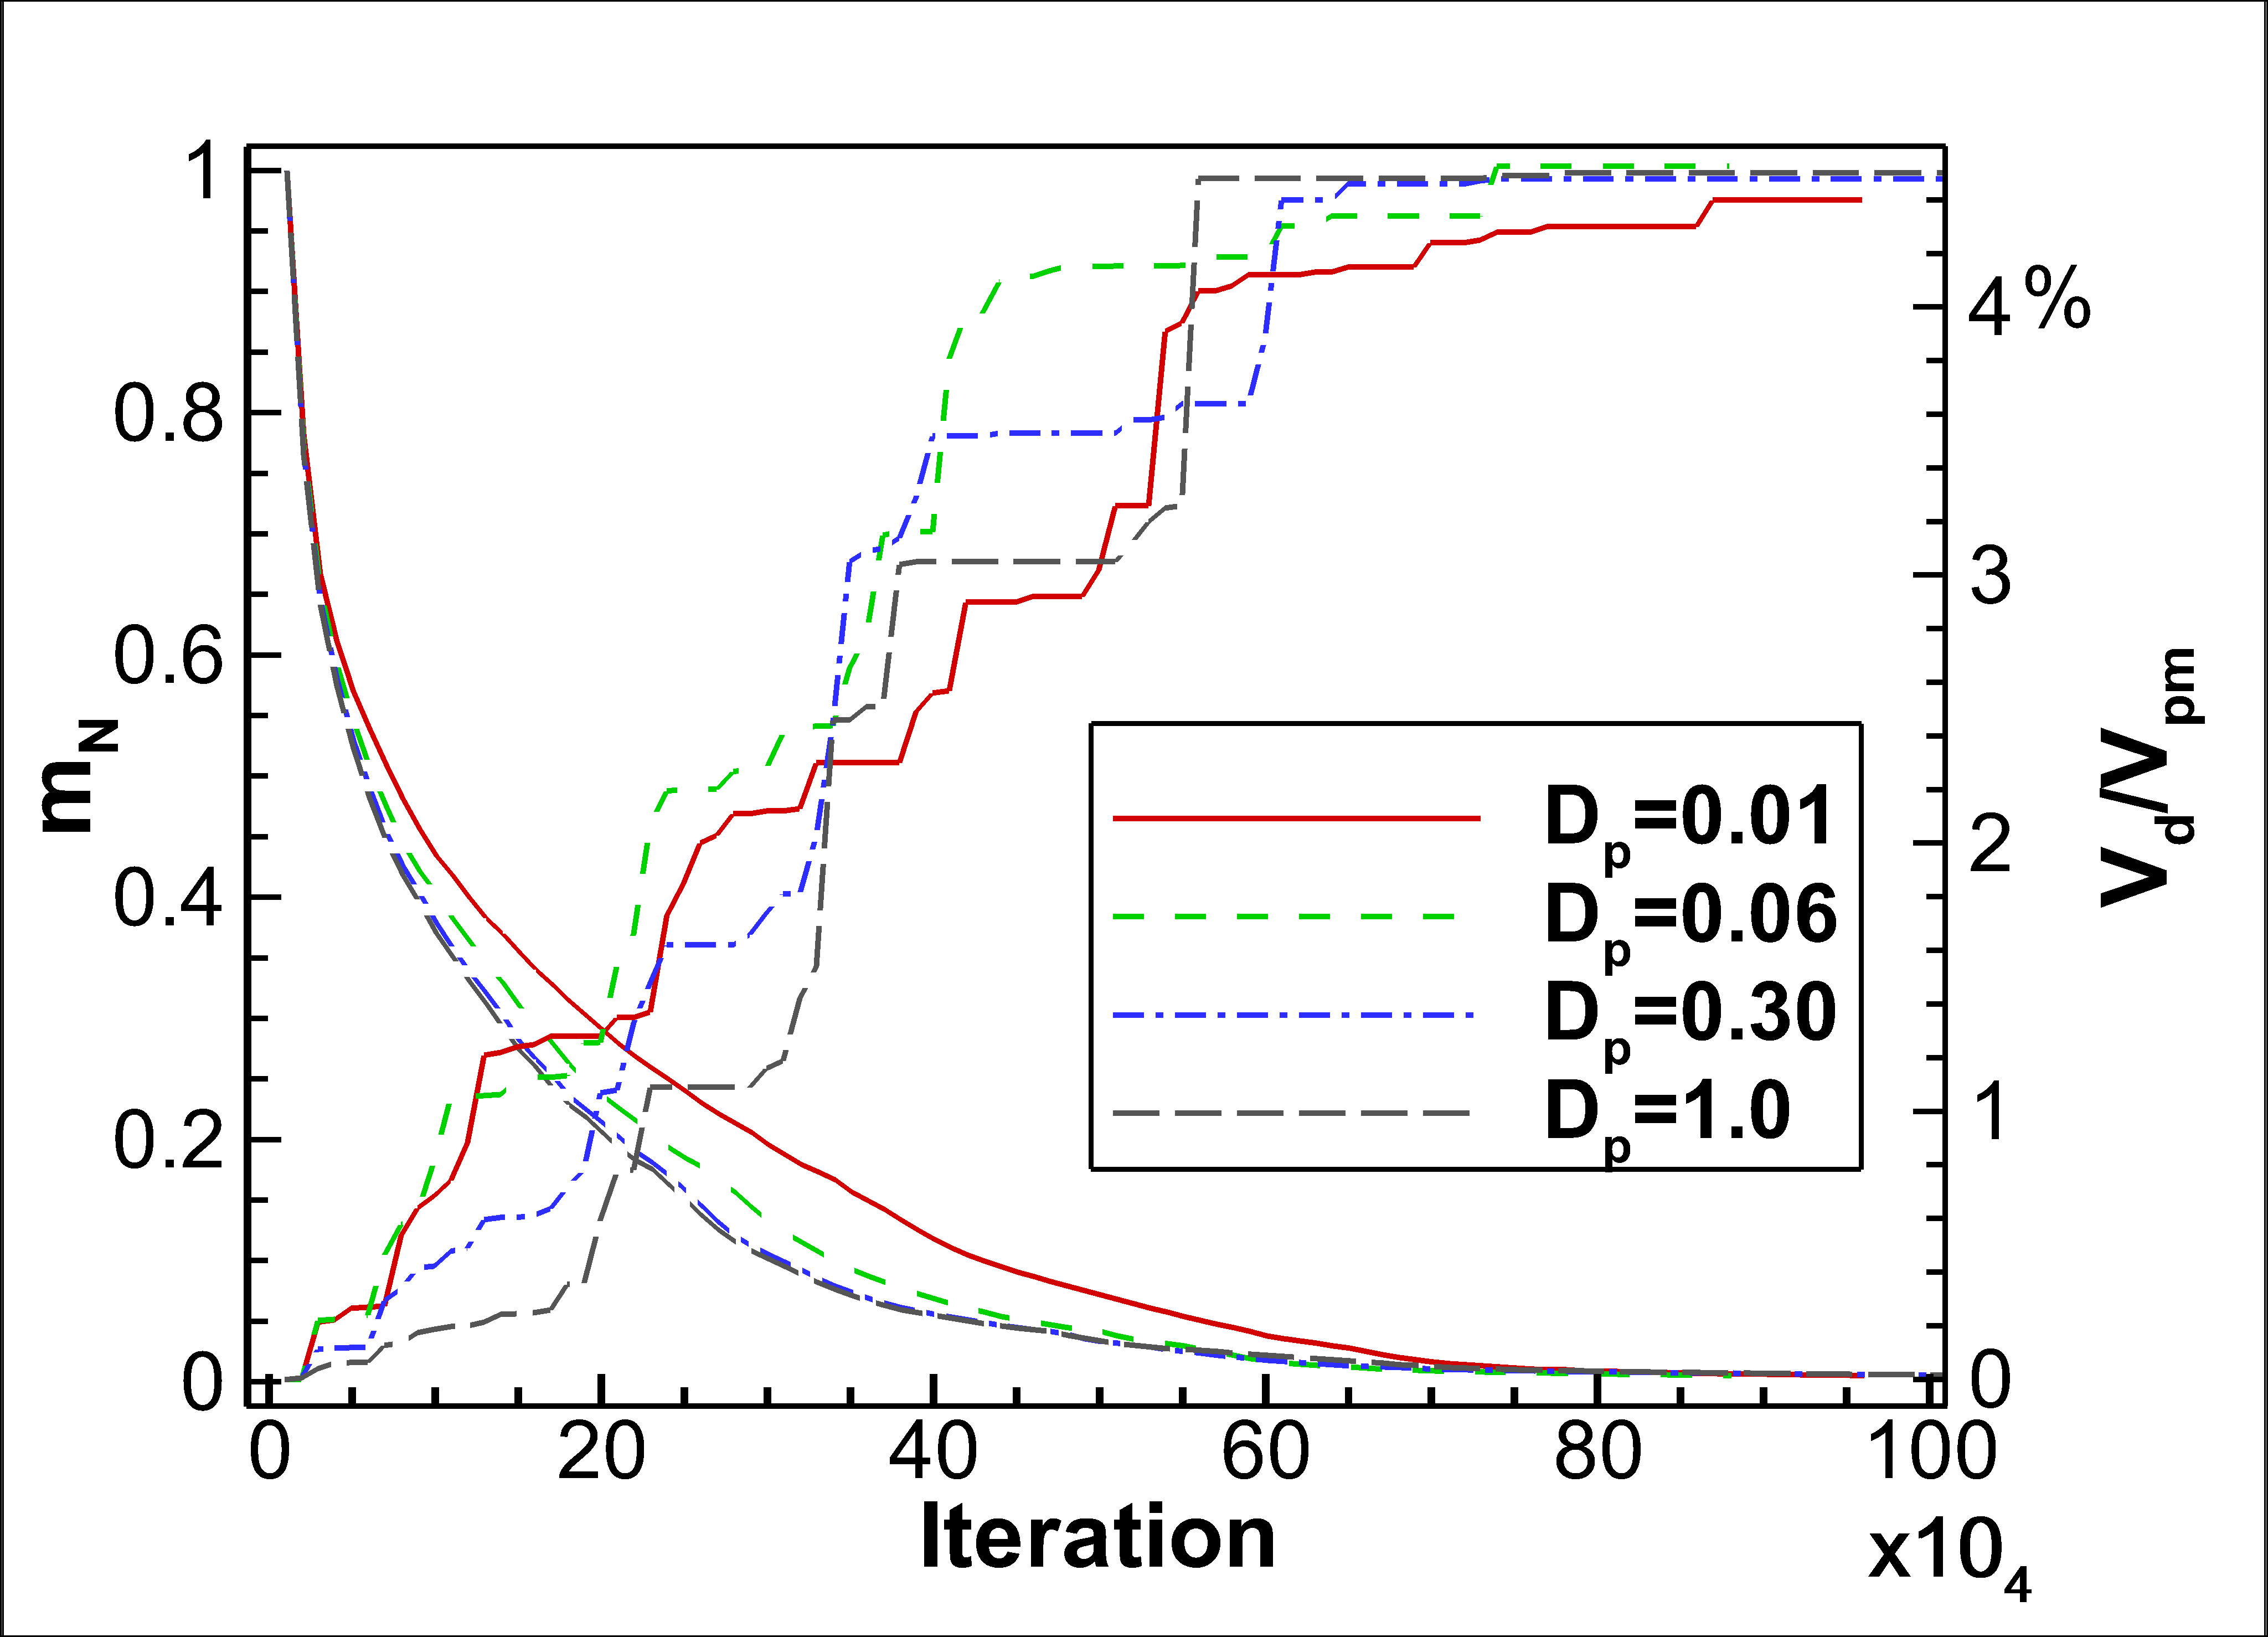 1
0.8
0.6
0.4
0.2
0
m_N
4%
3
2
1
0
V_d/V_pm
D_p=0.01
D_p=0.06
D_p=0.30
D_p=1.0
0 20 40 60 80 100
Iteration
x10_4